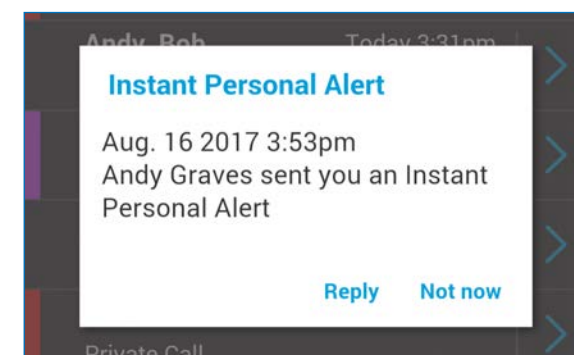 Andy, Bob Today 3:31pm
Instant Personal Alert
Aug. 16 2017 3:53pm
Andy Graves sent you an Instant
Personal Alert
Reply Not now
Private Call